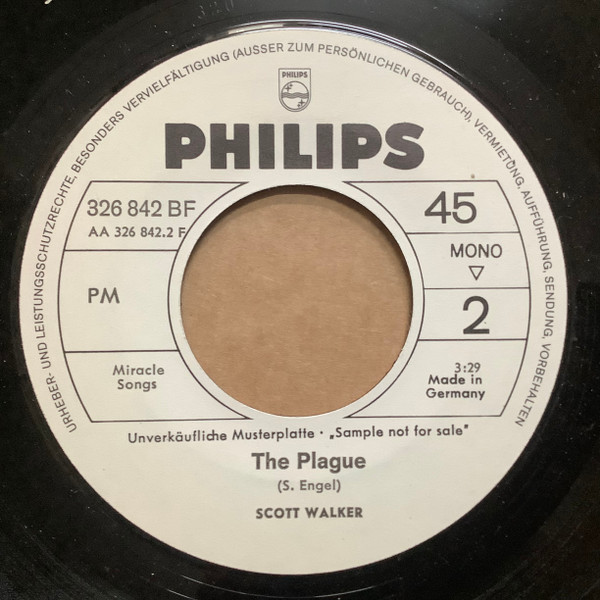 URHEBER- UND LEISTUNGSSCHUTZRECHTE, BESONDERS VERVIELFÄLTIGUNG (AUSSER ZUM PERSÖNLICHEN GEBRAUCH), VERMIETUNG, AUFFÜHRUNG, SENDUNG, VORBEHALTEN
PHILIPS
PHILIPS
326 842 BF
AA 326 842.2 F
45
MONO
PM
2
Miracle
Songs
3:29
Made in
Germany
Unverkäufliche Musterplatte · „Sample not for sale"
The Plague
(S. Engel)
SCOTT WALKER